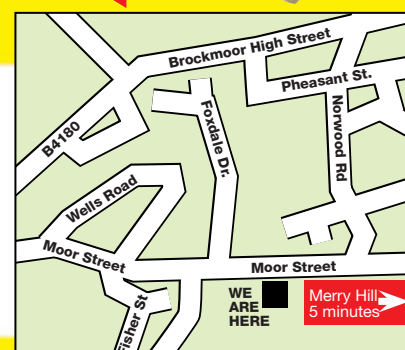 Brockmoor High Street
Pheasant St.
B4180
Foxdale Dr.
Norwood Rd
Wells Road
Moor Street
Moor Street
WE
ARE
HERE
Merry Hill
5 minutes
Fisher St